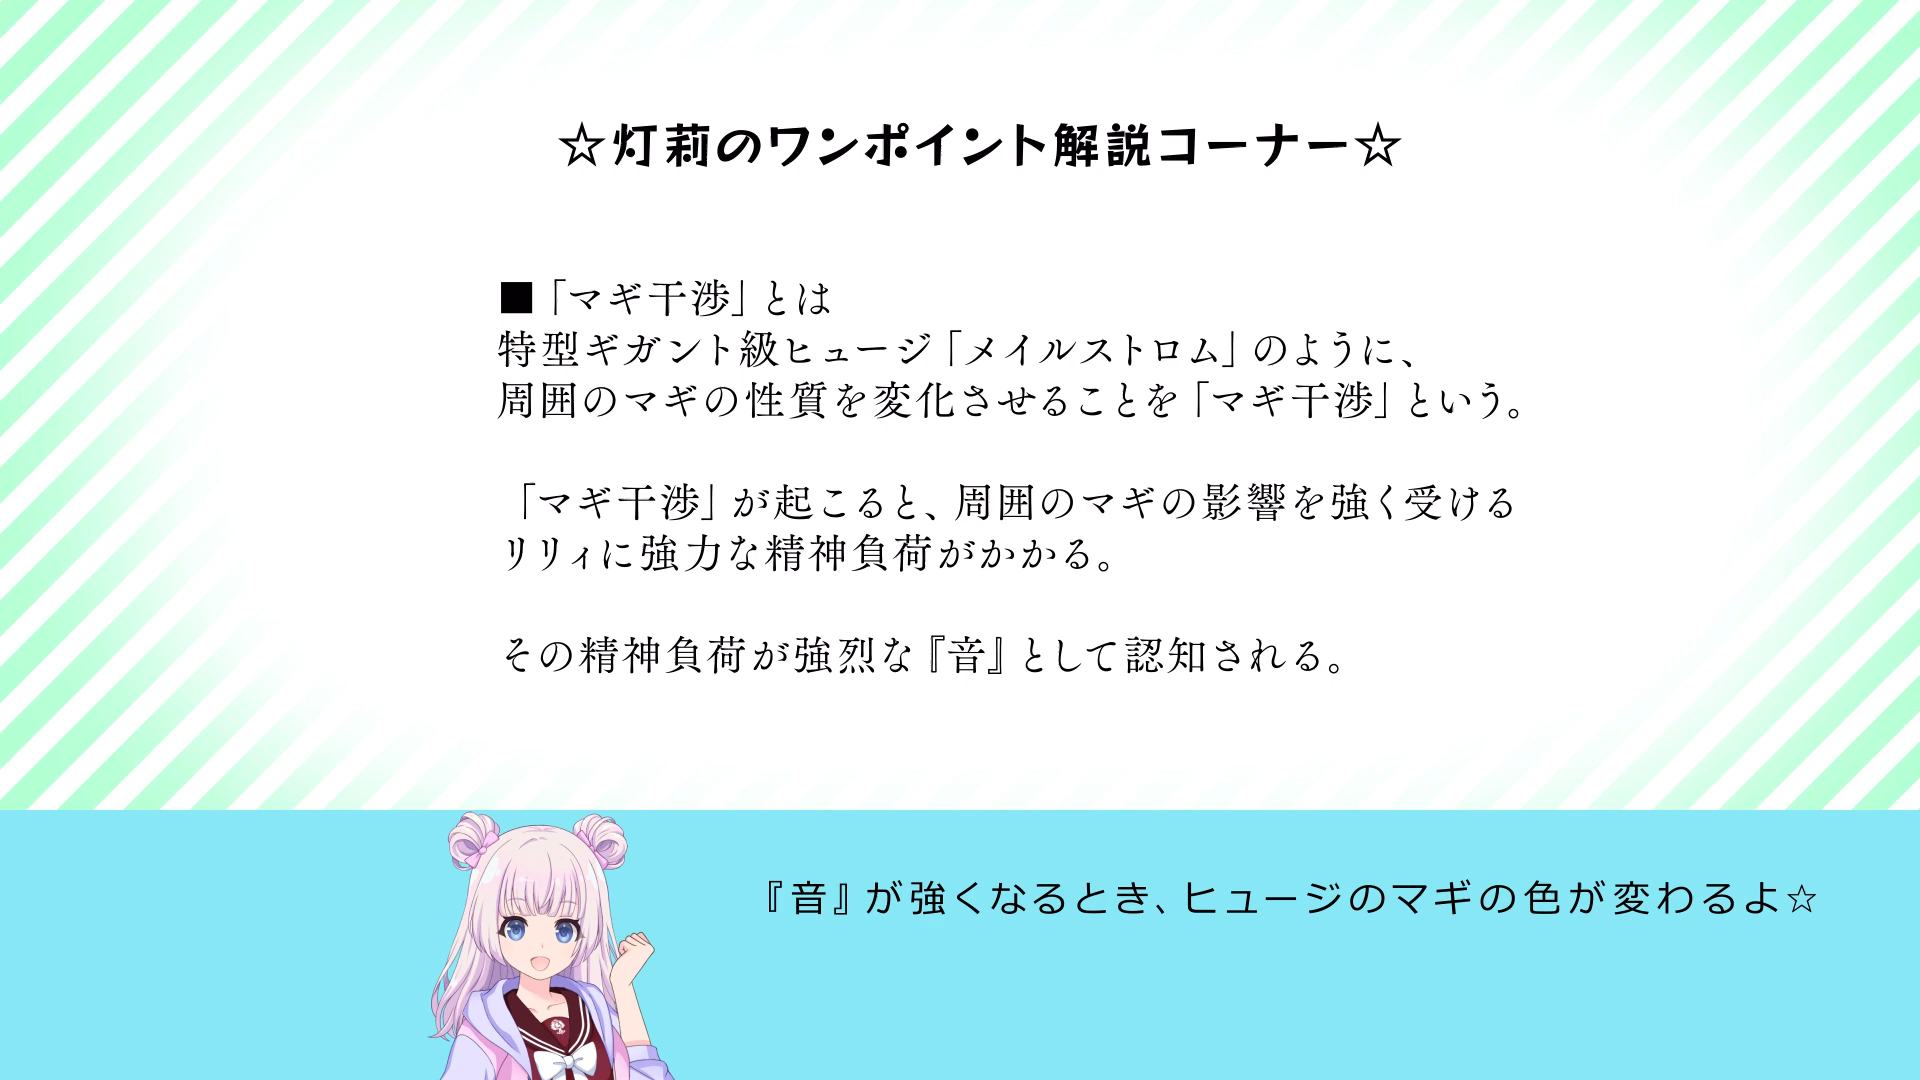 ☆灯莉のワンポイント解説コーナー☆
■「マギ干渉」とは
特型ギガント級ヒュージ「メイルストロム」のように、
周囲のマギの性質を変化させることを「マギ干渉」という。
「マギ干渉」が起こると、周囲のマギの影響を強く受ける
リリィに強力な精神負荷がかかる。
その精神負荷が強烈な『音』として認知される。
『音』が強くなるとき、ヒュージのマギの色が変わるよ☆